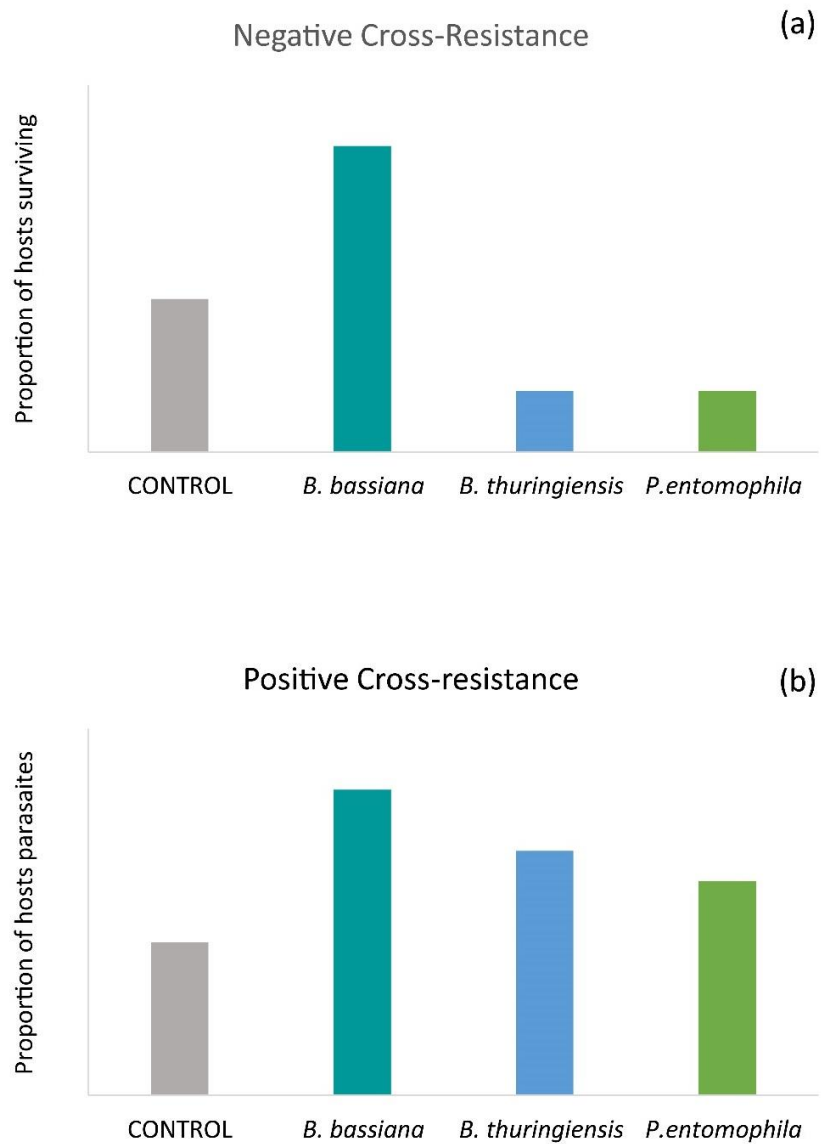 Negative Cross-Resistance
(a)
Proportion of hosts surviving
CONTROL B. bassiana B. thuringiensis P.entomophila
Positive Cross-resistance
(b)
Proportion of hosts parasaites
CONTROL B. bassiana B. thuringiensis P.entomophila